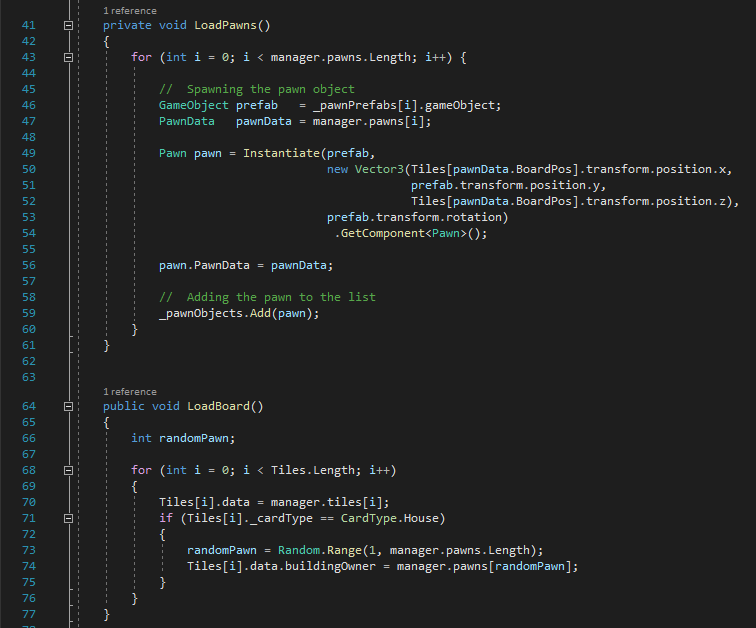 1 reference
41 private void LoadPawns()
42 {
43 for (int i = 0; i < manager.pawns.Length; i++) {
44
45 //  Spawning the pawn object
46 GameObject prefab   = _pawnPrefabs[i].gameObject;
47 PawnData   pawnData = manager.pawns[i];
48
49 Pawn pawn = Instantiate(prefab,
50 new Vector3(Tiles[pawnData.BoardPos].transform.position.x,
51 prefab.transform.position.y,
52 Tiles[pawnData.BoardPos].transform.position.z),
53 prefab.transform.rotation)
54 .GetComponent<Pawn>();
55
56 pawn.PawnData = pawnData;
57
58 //  Adding the pawn to the list
59 _pawnObjects.Add(pawn);
60 }
61 }
62
63
1 reference
64 public void LoadBoard()
65 {
66 int randomPawn;
67
68 for (int i = 0; i < Tiles.Length; i++)
69 {
70 Tiles[i].data = manager.tiles[i];
71 if (Tiles[i]._cardType == CardType.House)
72 {
73 randomPawn = Random.Range(1, manager.pawns.Length);
74 Tiles[i].data.buildingOwner = manager.pawns[randomPawn];
75 }
76 }
77 }